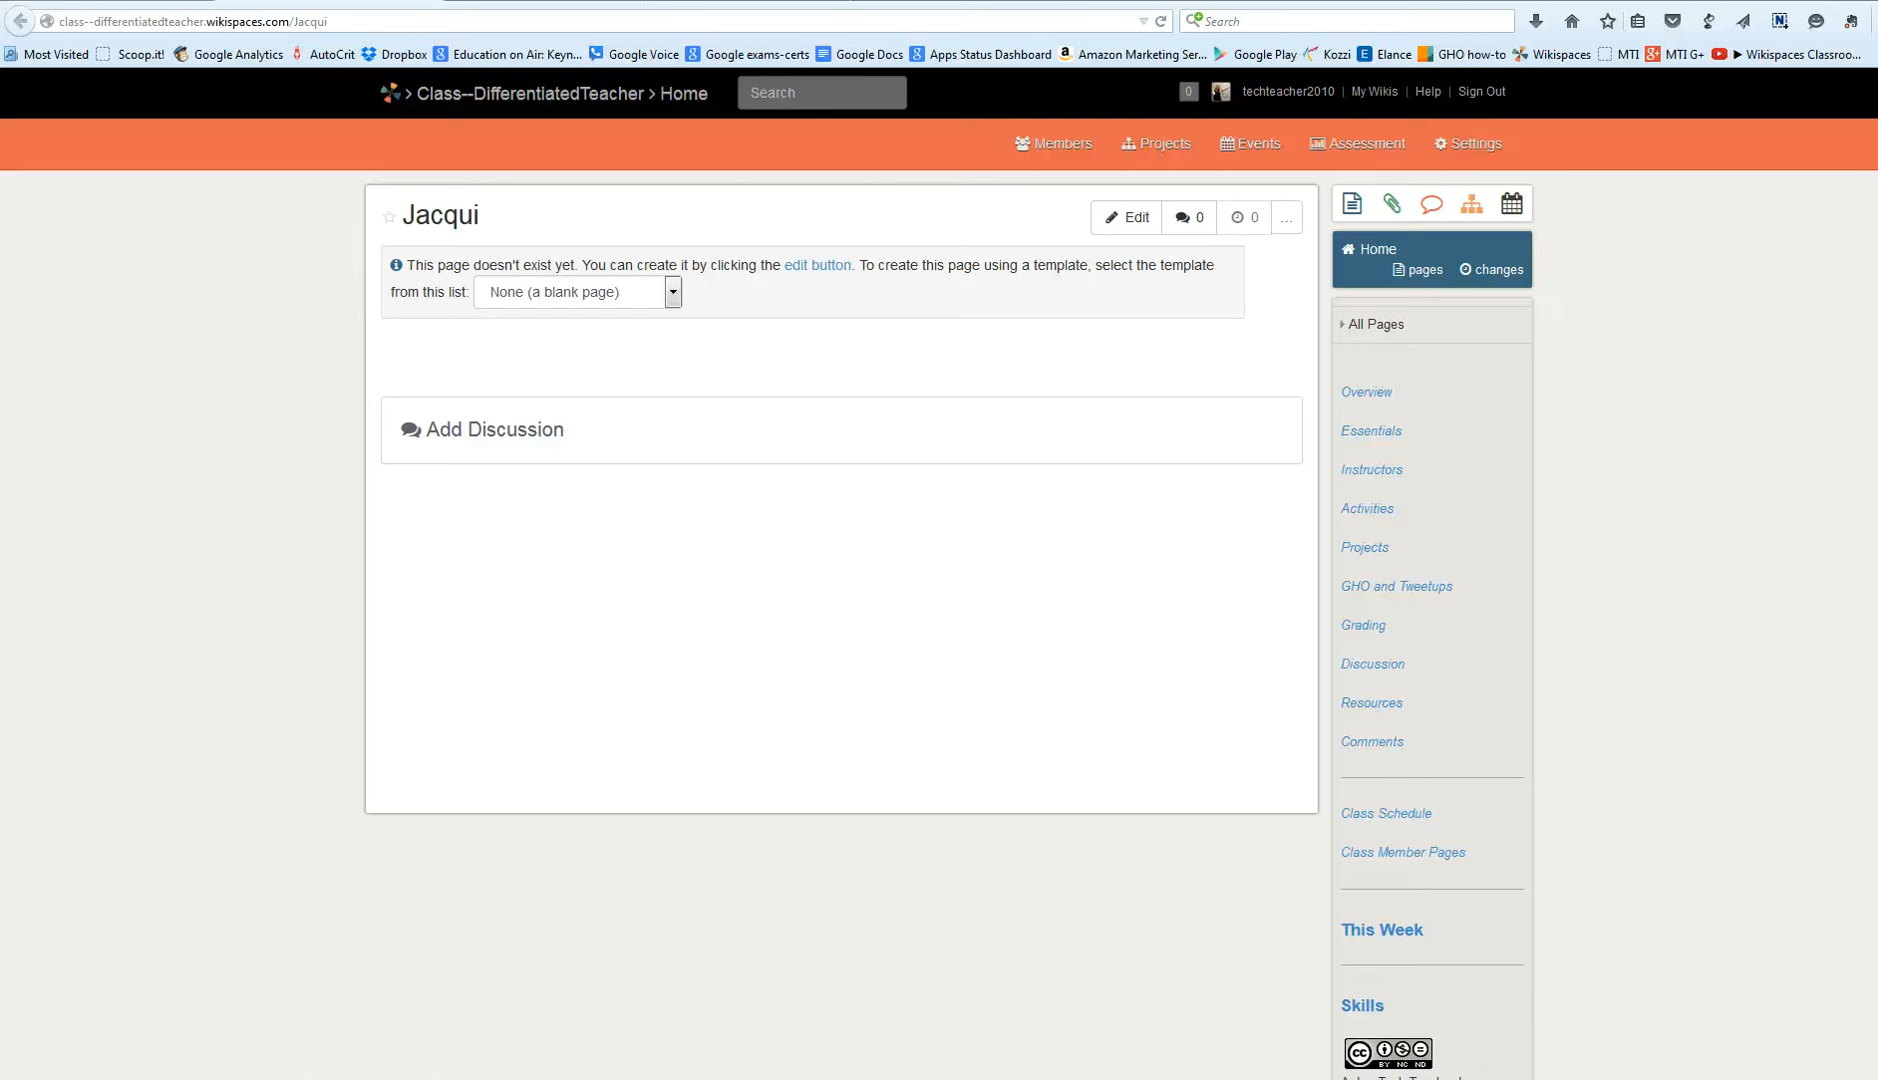 class--differentiatedteacher.wikispaces.com/Jacqui
Search
Most Visited Scoop.it! Google Analytics AutoCrit Dropbox Education on Air: Keyn... Google Voice Google exams-certs Google Docs Apps Status Dashboard Amazon Marketing Ser... Google Play Kozzi Elance GHO how-to Wikispaces MTI MTI G+ Wikispaces Classroo...
> Class--DifferentiatedTeacher > Home
Search
0 techteacher2010 | My Wikis | Help | Sign Out
Members Projects Events Assessment Settings
Jacqui
Edit 0 0 ...
This page doesn't exist yet. You can create it by clicking the edit button. To create this page using a template, select the template
from this list: None (a blank page)
Add Discussion
Home
pages changes
All Pages
Overview
Essentials
Instructors
Activities
Projects
GHO and Tweetups
Grading
Discussion
Resources
Comments
Class Schedule
Class Member Pages
This Week
Skills
cc BY NC ND